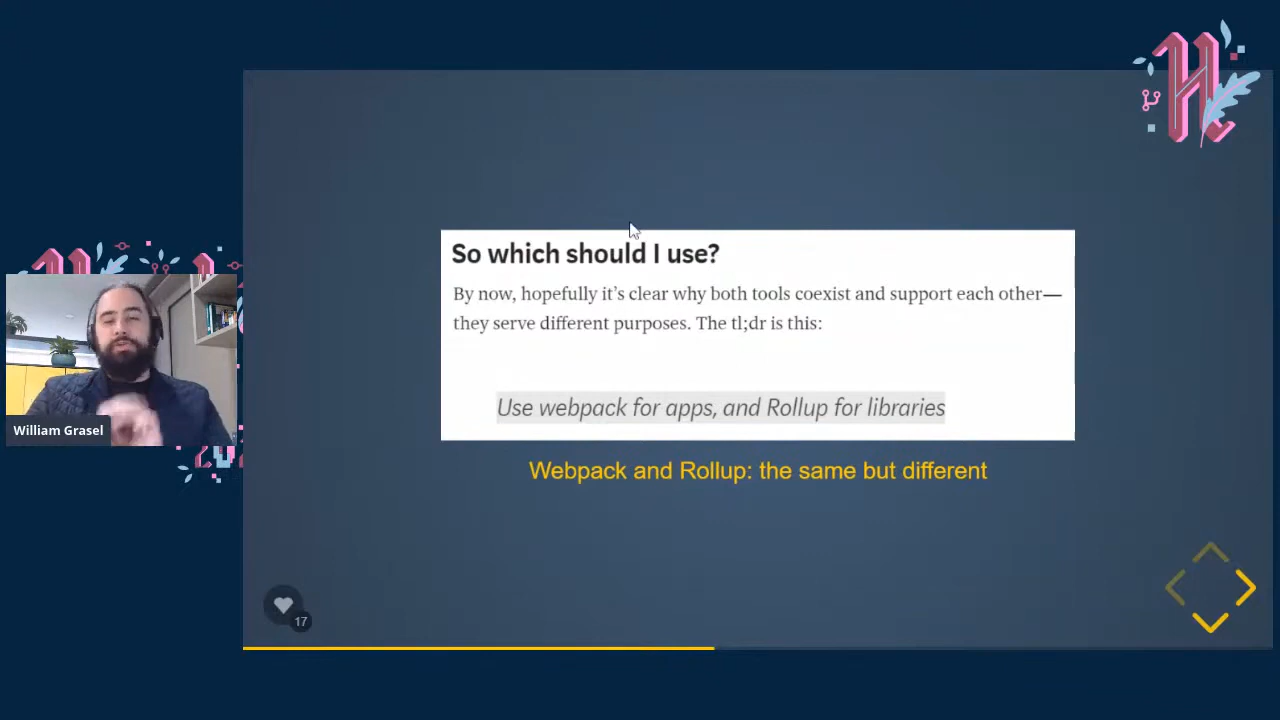 So which should I use?
By now, hopefully it's clear why both tools coexist and support each other—
they serve different purposes. The tl;dr is this:
Use webpack for apps, and Rollup for libraries
Webpack and Rollup: the same but different
William Grasel
17